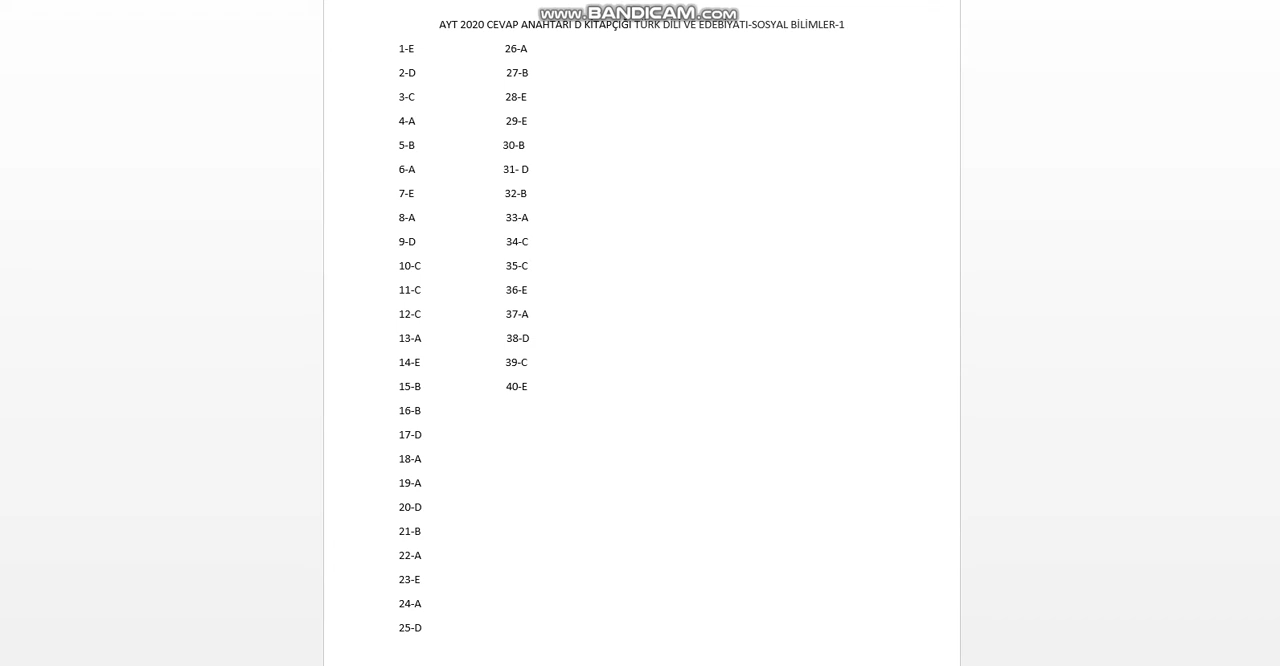 www.BANDICAM.com
AYT 2020 CEVAP ANAHTARI D KİTAPÇIĞI TÜRK DİLİ VE EDEBİYATI-SOSYAL BİLİMLER-1
1-E 26-A
2-D 27-B
3-C 28-E
4-A 29-E
5-B 30-B
6-A 31- D
7-E 32-B
8-A 33-A
9-D 34-C
10-C 35-C
11-C 36-E
12-C 37-A
13-A 38-D
14-E 39-C
15-B 40-E
16-B
17-D
18-A
19-A
20-D
21-B
22-A
23-E
24-A
25-D